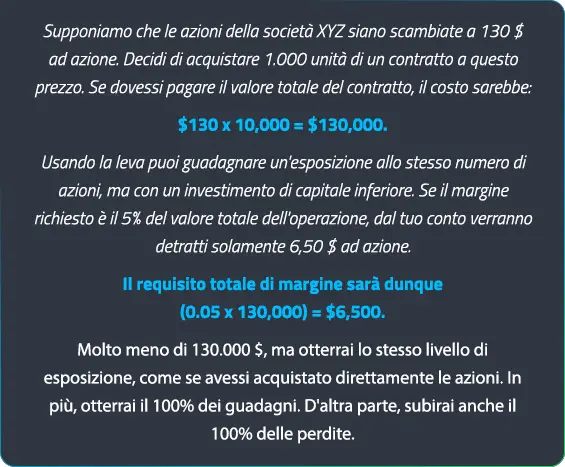 Supponiamo che le azioni della società XYZ siano scambiate a 130 $
ad azione. Decidi di acquistare 1.000 unità di un contratto a questo
prezzo. Se dovessi pagare il valore totale del contratto, il costo sarebbe:
$130 x 10,000 = $130,000.
Usando la leva puoi guadagnare un'esposizione allo stesso numero di
azioni, ma con un investimento di capitale inferiore. Se il margine
richiesto è il 5% del valore totale dell'operazione, dal tuo conto verranno
detratti solamente 6,50 $ ad azione.
Il requisito totale di margine sarà dunque
(0.05 x 130,000) = $6,500.
Molto meno di 130.000 $, ma otterrai lo stesso livello di
esposizione, come se avessi acquistato direttamente le azioni. In
più, otterrai il 100% dei guadagni. D'altra parte, subirai anche il
100% delle perdite.